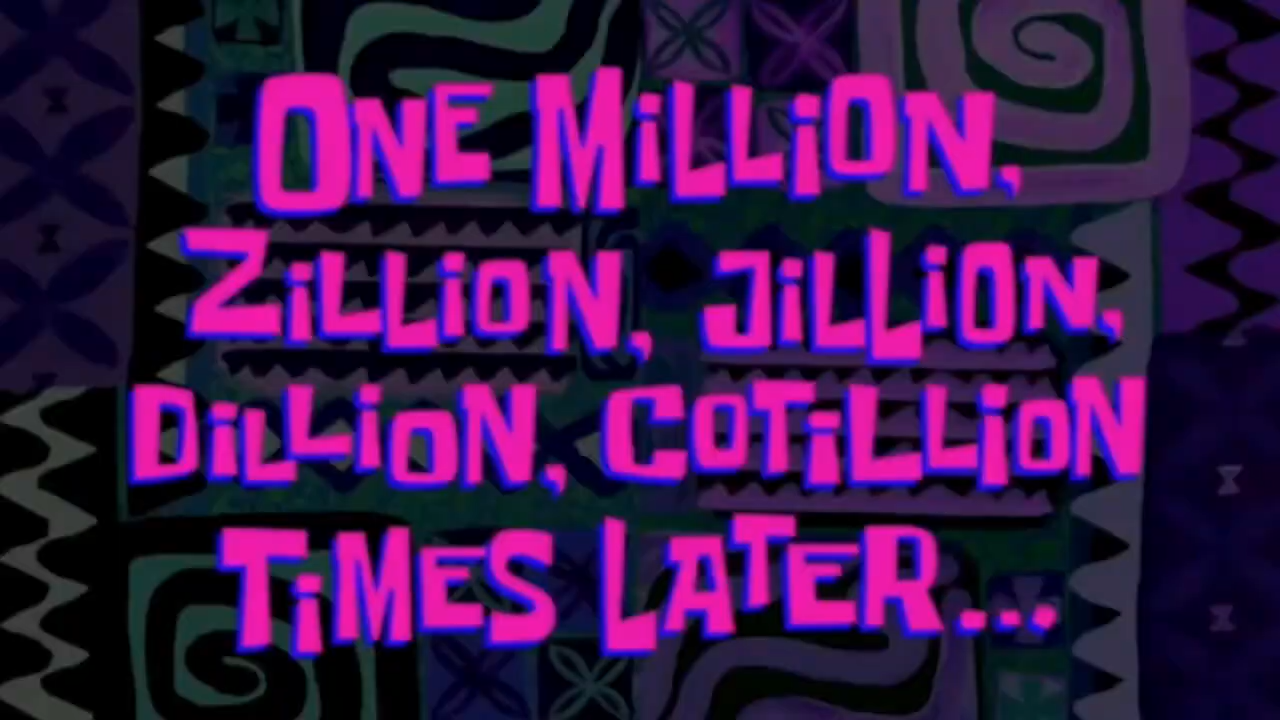 One Million,
Zillion, Jillion,
Dillion, Cotillion
Times Later...